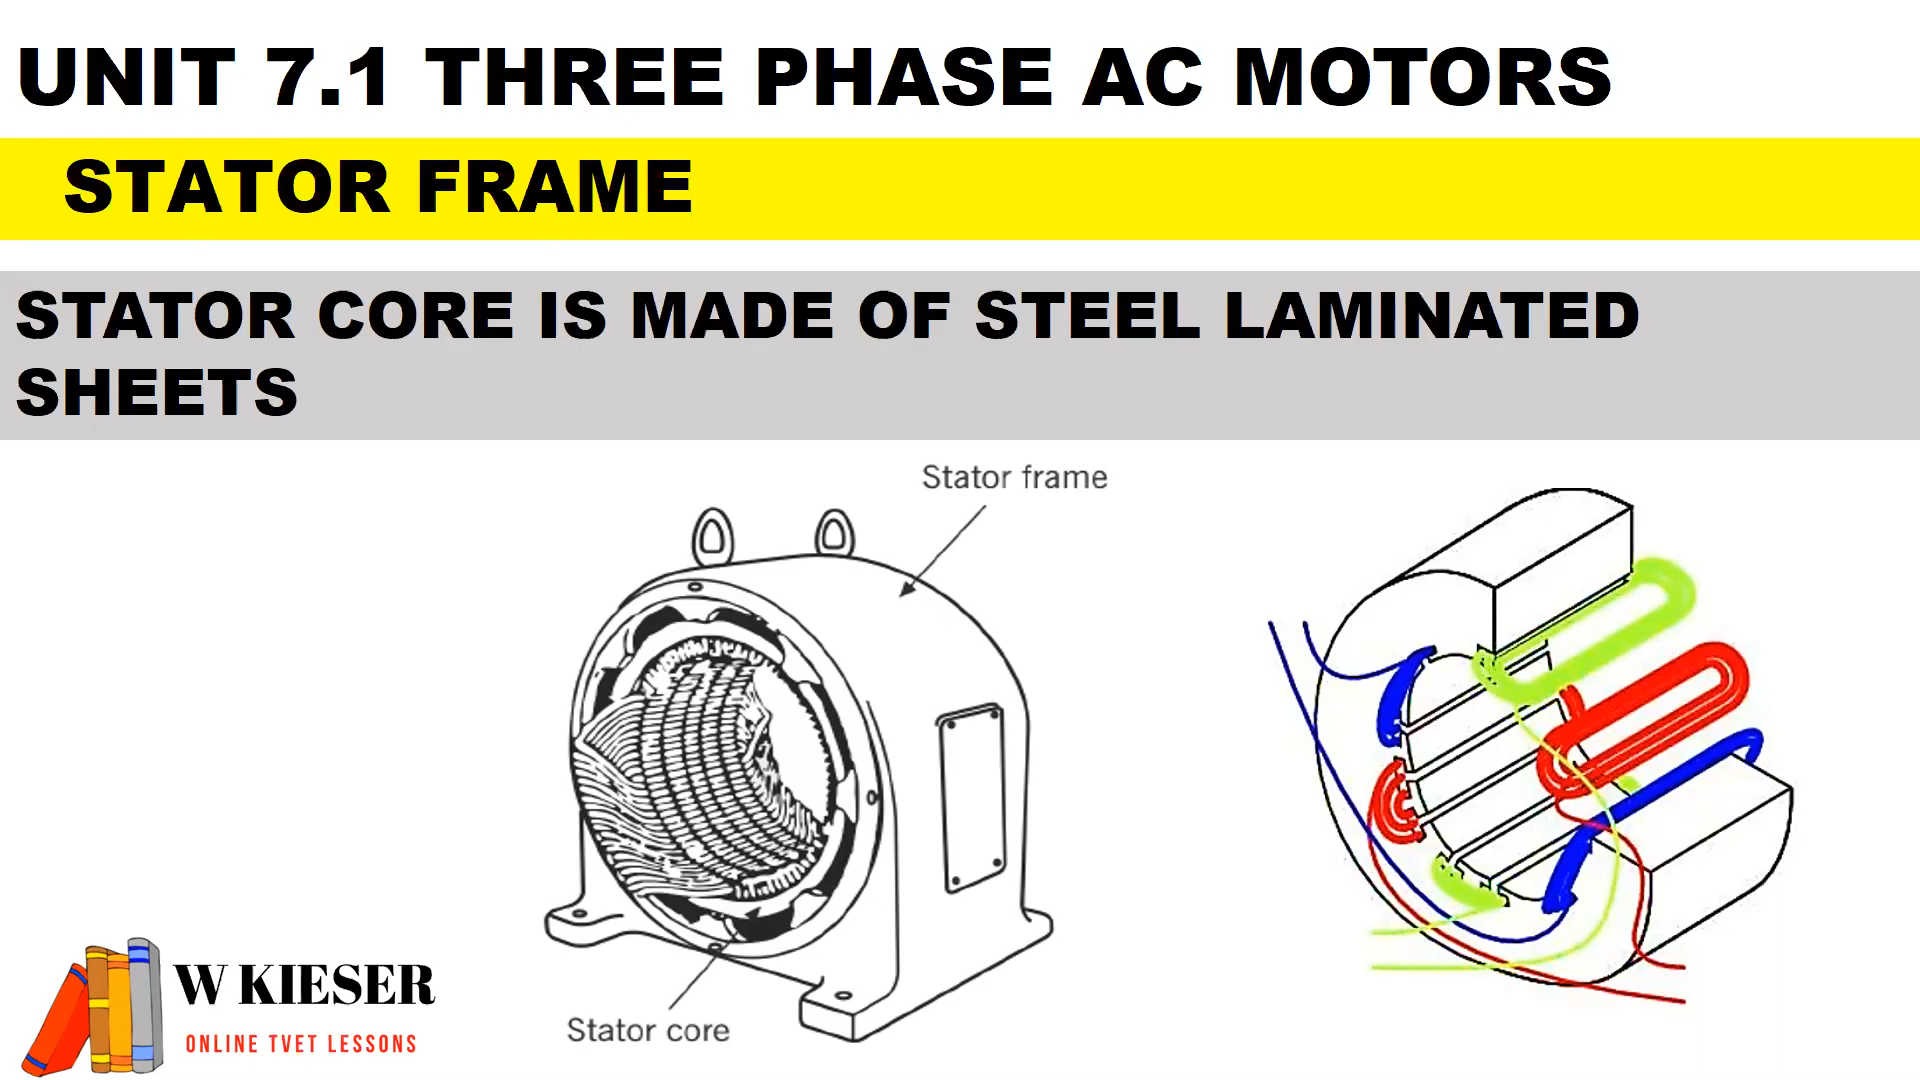 UNIT 7.1 THREE PHASE AC MOTORS
STATOR FRAME
STATOR CORE IS MADE OF STEEL LAMINATED
SHEETS
Stator frame
Stator core
W KIESER
ONLINE TVET LESSONS